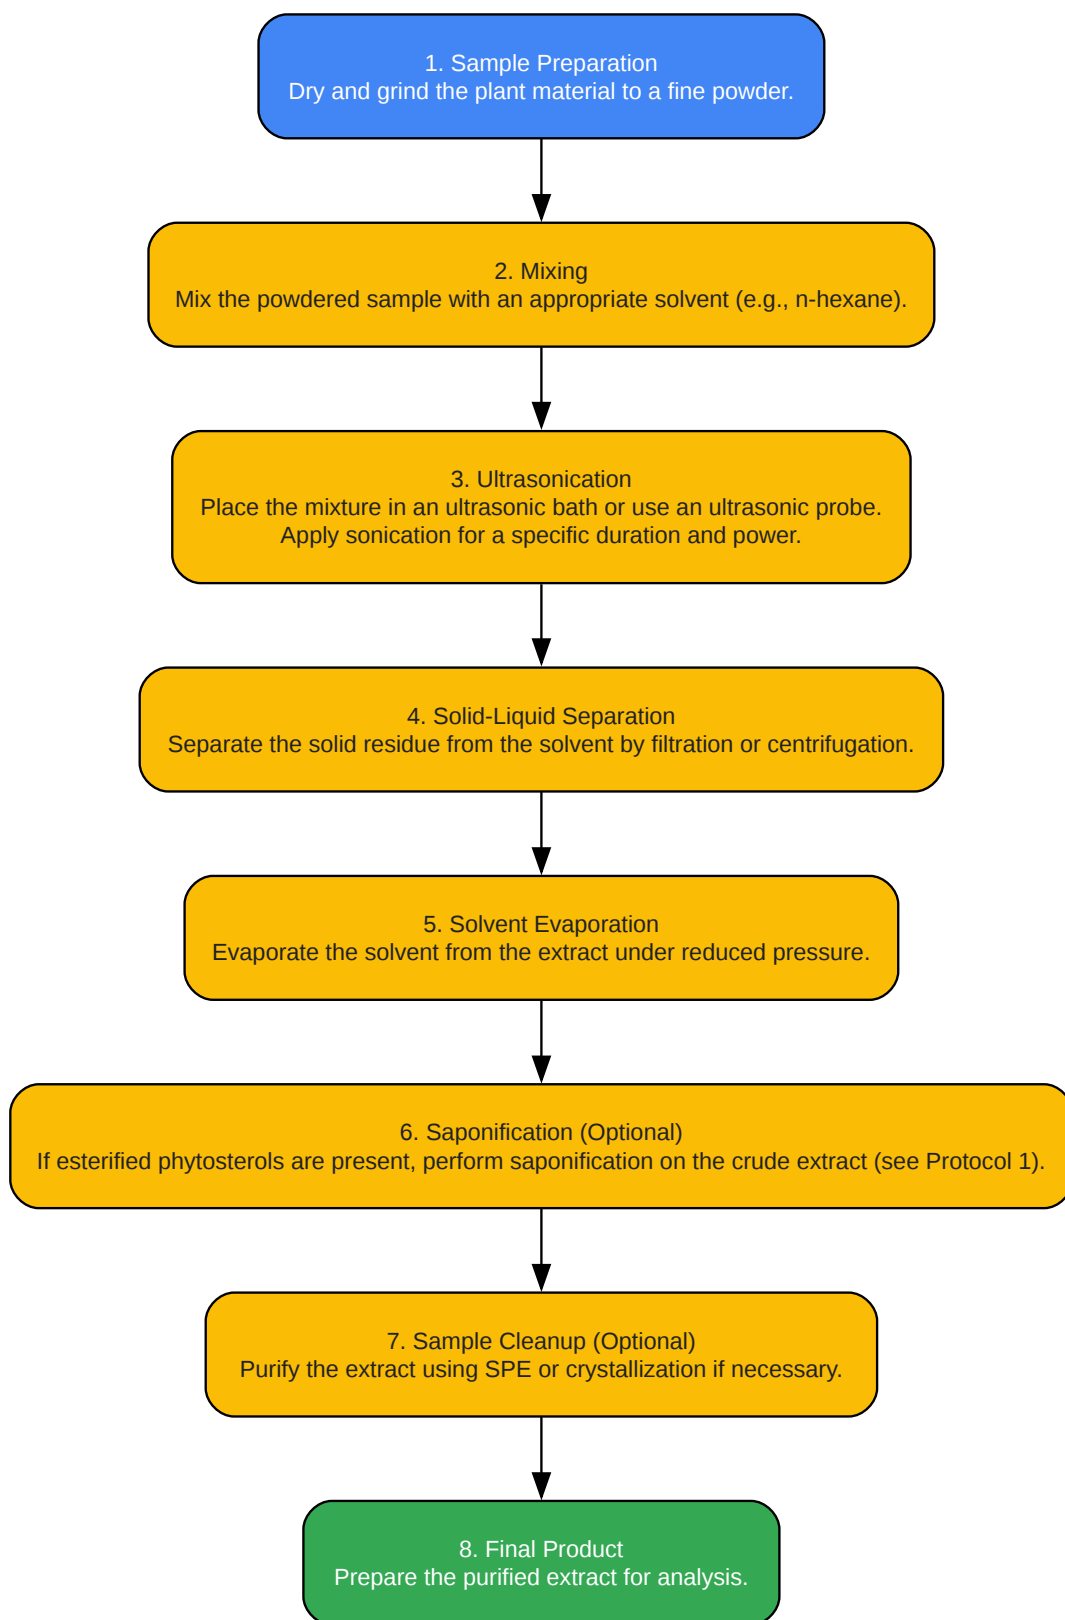 1. Sample Preparation
Dry and grind the plant material to a fine powder.
2. Mixing
Mix the powdered sample with an appropriate solvent (e.g., n-hexane).
3. Ultrasonication
Place the mixture in an ultrasonic bath or use an ultrasonic probe.
Apply sonication for a specific duration and power.
4. Solid-Liquid Separation
Separate the solid residue from the solvent by filtration or centrifugation.
5. Solvent Evaporation
Evaporate the solvent from the extract under reduced pressure.
6. Saponification (Optional)
If esterified phytosterols are present, perform saponification on the crude extract (see Protocol 1).
7. Sample Cleanup (Optional)
Purify the extract using SPE or crystallization if necessary.
8. Final Product
Prepare the purified extract for analysis.